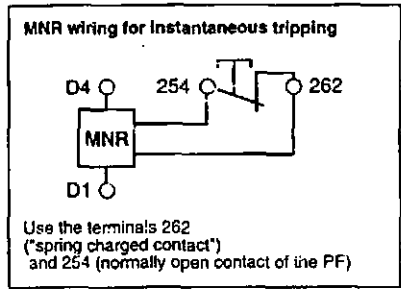 MNR wiring for instantaneous tripping
D4 254 262
MNR
D1
Use the terminals 262
("spring charged contact")
and 254 (normally open contact of the PF)